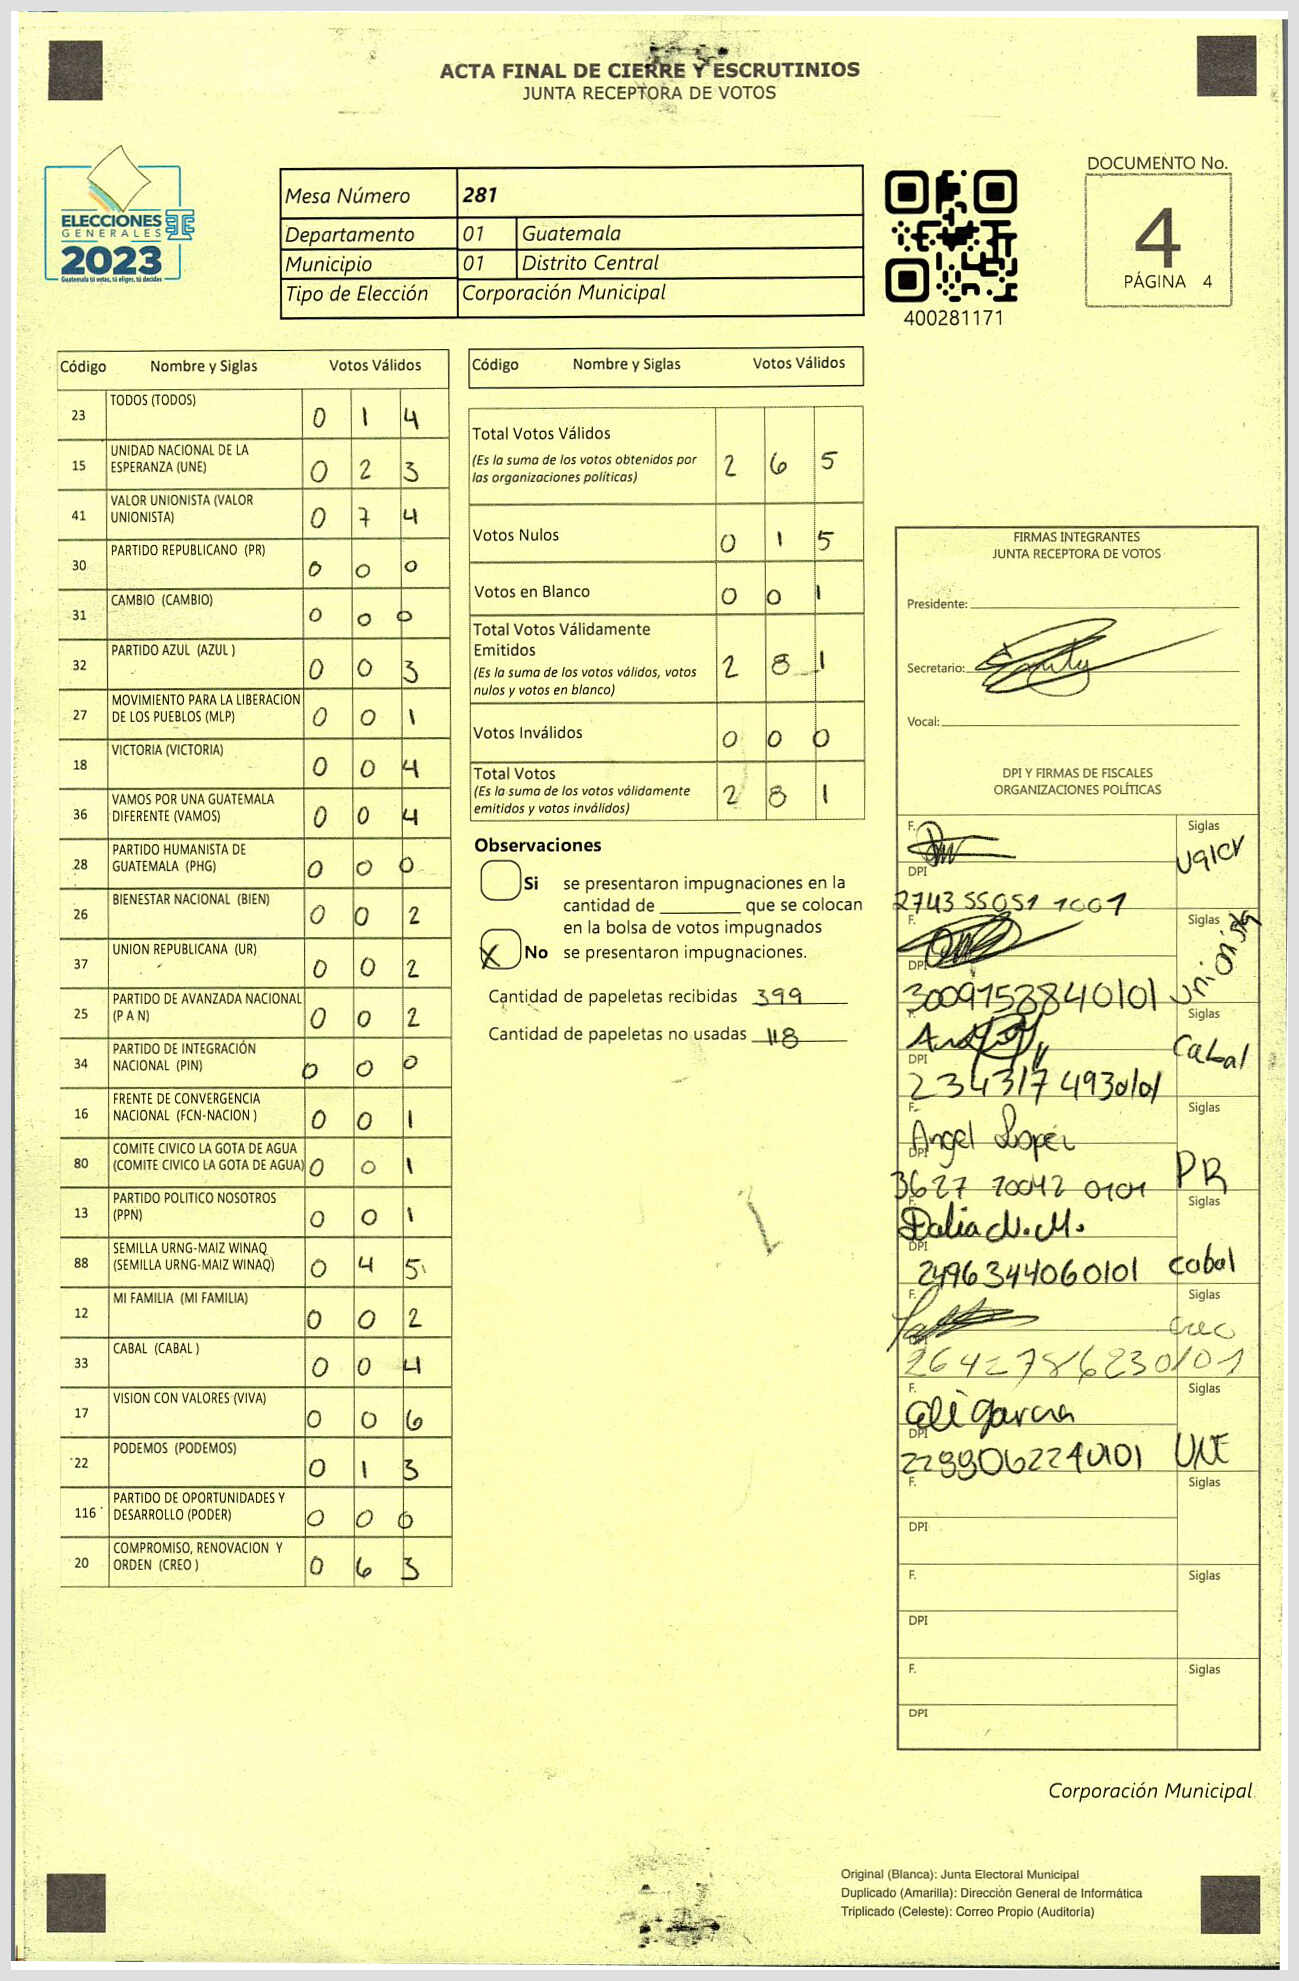 ACTA FINAL DE CIERRE Y ESCRUTINIOS
JUNTA RECEPTORA DE VOTOS
ELECCIONES
GENERALES
2023
Guatemala tú votas, tú eliges, tú decides
Mesa Número 281
Departamento 01 Guatemala
Municipio 01 Distrito Central
Tipo de Elección Corporación Municipal
400281171
DOCUMENTO No.
4
PÁGINA 4
Código Nombre y Siglas Votos Válidos
23 TODOS (TODOS) 0 1 4
15 UNIDAD NACIONAL DE LA
ESPERANZA (UNE) 0 2 3
41 VALOR UNIONISTA (VALOR
UNIONISTA) 0 7 4
30 PARTIDO REPUBLICANO (PR) 0 0 0
31 CAMBIO (CAMBIO) 0 0 0
32 PARTIDO AZUL (AZUL ) 0 0 3
27 MOVIMIENTO PARA LA LIBERACION
DE LOS PUEBLOS (MLP) 0 0 1
18 VICTORIA (VICTORIA) 0 0 4
36 VAMOS POR UNA GUATEMALA
DIFERENTE (VAMOS) 0 0 4
28 PARTIDO HUMANISTA DE
GUATEMALA (PHG) 0 0 0
26 BIENESTAR NACIONAL (BIEN) 0 0 2
37 UNION REPUBLICANA (UR) 0 0 2
25 PARTIDO DE AVANZADA NACIONAL
(P A N) 0 0 2
34 PARTIDO DE INTEGRACIÓN
NACIONAL (PIN) 0 0 0
16 FRENTE DE CONVERGENCIA
NACIONAL (FCN-NACION ) 0 0 1
80 COMITE CIVICO LA GOTA DE AGUA
(COMITE CIVICO LA GOTA DE AGUA) 0 0 1
13 PARTIDO POLITICO NOSOTROS
(PPN) 0 0 1
88 SEMILLA URNG-MAIZ WINAQ
(SEMILLA URNG-MAIZ WINAQ) 0 4 5
12 MI FAMILIA (MI FAMILIA) 0 0 2
33 CABAL (CABAL ) 0 0 4
17 VISION CON VALORES (VIVA) 0 0 6
22 PODEMOS (PODEMOS) 0 1 3
116 PARTIDO DE OPORTUNIDADES Y
DESARROLLO (PODER) 0 0 0
20 COMPROMISO, RENOVACION Y
ORDEN (CREO ) 0 6 3
Código Nombre y Siglas Votos Válidos
Total Votos Válidos
(Es la suma de los votos obtenidos por
las organizaciones políticas) 2 6 5
Votos Nulos 0 1 5
Votos en Blanco 0 0 1
Total Votos Válidamente
Emitidos
(Es la suma de los votos válidos, votos
nulos y votos en blanco) 2 8 1
Votos Inválidos 0 0 0
Total Votos
(Es la suma de los votos válidamente
emitidos y votos inválidos) 2 8 1
Observaciones
Si se presentaron impugnaciones en la
cantidad de ________ que se colocan
en la bolsa de votos impugnados
X No se presentaron impugnaciones.
Cantidad de papeletas recibidas 399
Cantidad de papeletas no usadas 118
FIRMAS INTEGRANTES
JUNTA RECEPTORA DE VOTOS
Presidente:
Secretario:
Vocal:
DPI Y FIRMAS DE FISCALES
ORGANIZACIONES POLÍTICAS
F. Siglas
DPI
2743 55051 1001
F. Siglas
Unionista
DPI
3009758840101
F. Siglas
Cabal
DPI
234317 4930101
F. Siglas
Angel Lopez
DPI
3627 70042 0101 PR
F. Siglas
Dalia N. M.
DPI
2496344060101 cabal
F. Siglas
creo
DPI
2642786230101
F. Siglas
Garcia
DPI
UNE
F. Siglas
DPI
F. Siglas
DPI
F. Siglas
DPI
Corporación Municipal
Original (Blanca): Junta Electoral Municipal
Duplicado (Amarilla): Dirección General de Informática
Triplicado (Celeste): Correo Propio (Auditoría)